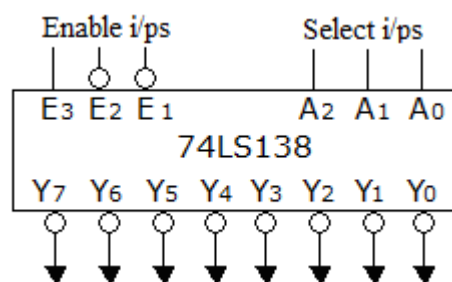 Enable i/ps Select i/ps
E3 E2 E1 A2 A1 A0
74LS138
Y7 Y6 Y5 Y4 Y3 Y2 Y1 Y0